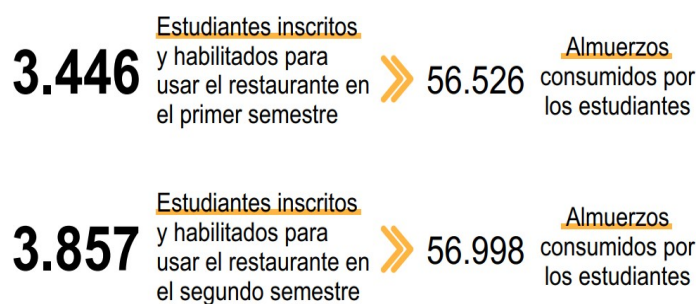 3.446
Estudiantes inscritos
y habilitados para
usar el restaurante en
el primer semestre
56.526
Almuerzos
consumidos por
los estudiantes
3.857
Estudiantes inscritos
y habilitados para
usar el restaurante en
el segundo semestre
56.998
Almuerzos
consumidos por
los estudiantes